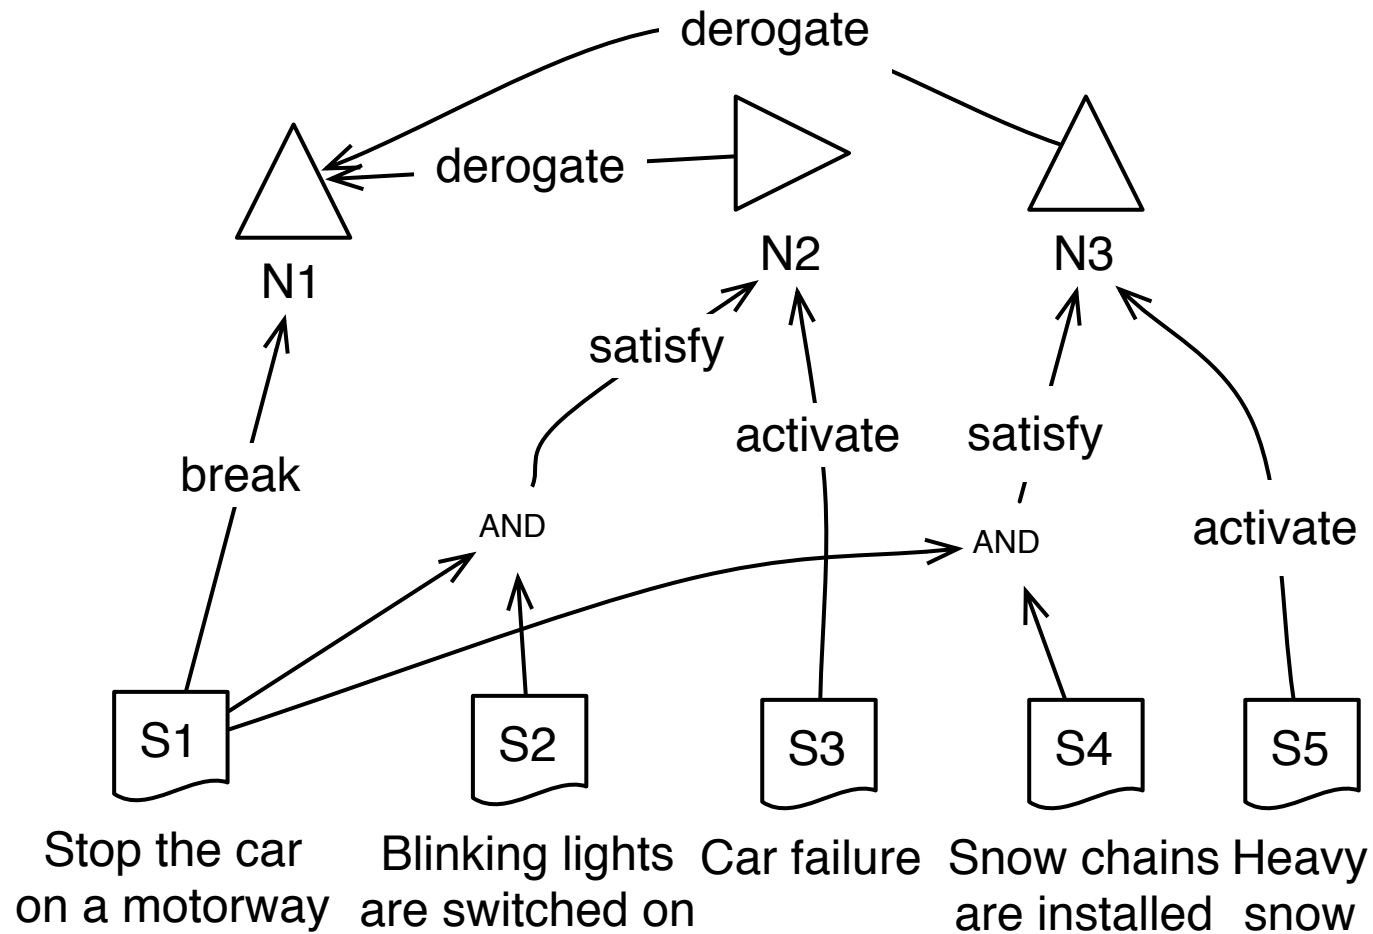 derogate
derogate
N1
N2
N3
satisfy
break
activate
satisfy
AND
AND
activate
S1
S2
S3
S4
S5
Stop the car
on a motorway
Blinking lights
are switched on
Car failure
Snow chains
are installed
Heavy
snow